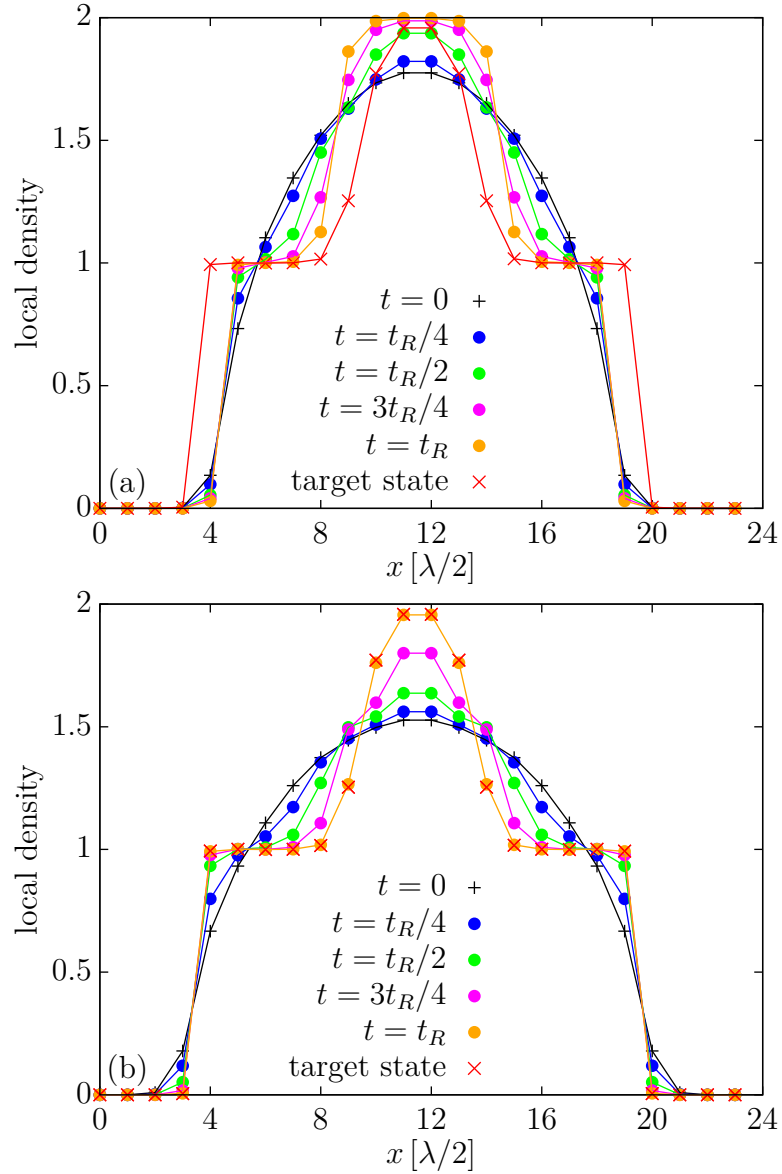 2
1.5
1
0.5
0
local density
t = 0
t = t_R/4
t = t_R/2
t = 3t_R/4
t = t_R
target state
(a)
0 4 8 12 16 20 24
x [λ/2]
2
1.5
1
0.5
0
local density
t = 0
t = t_R/4
t = t_R/2
t = 3t_R/4
t = t_R
target state
(b)
0 4 8 12 16 20 24
x [λ/2]